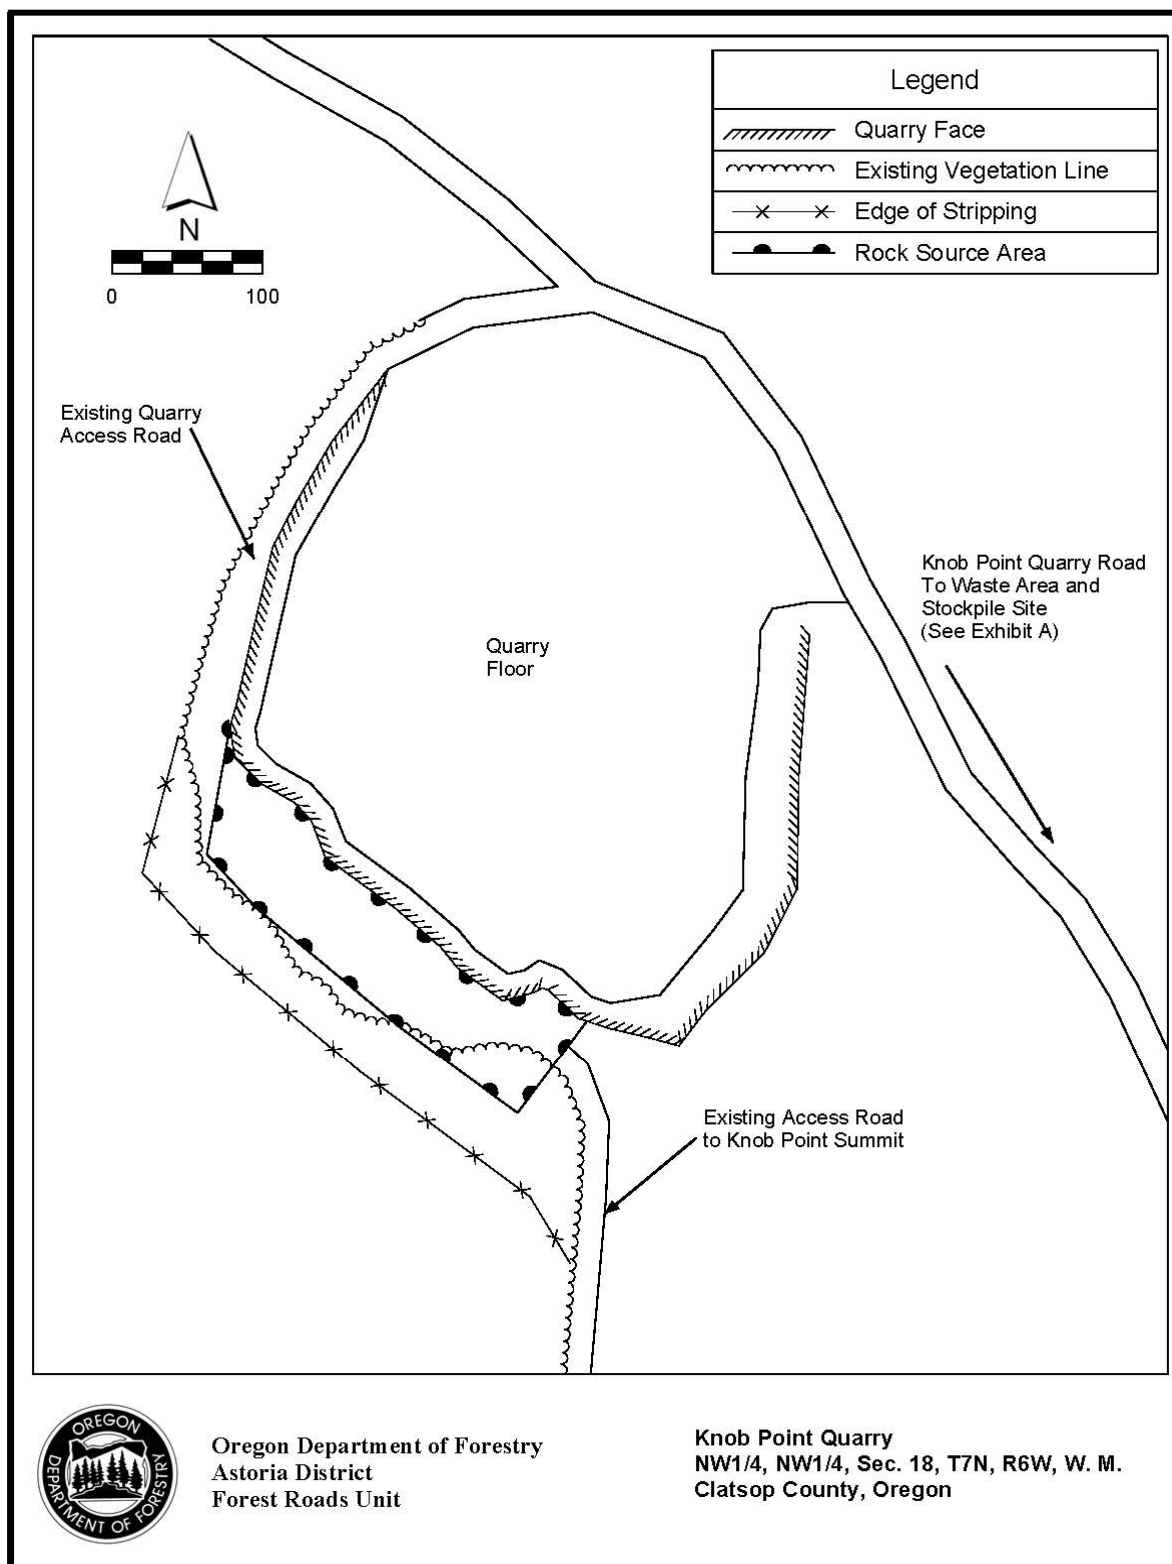 Legend
Quarry Face
Existing Vegetation Line
Edge of Stripping
Rock Source Area
N
0 100
Existing Quarry
Access Road
Knob Point Quarry Road
To Waste Area and
Stockpile Site
(See Exhibit A)
Quarry
Floor
Existing Access Road
to Knob Point Summit
OREGON
DEPARTMENT OF FORESTRY
Oregon Department of Forestry
Astoria District
Forest Roads Unit
Knob Point Quarry
NW1/4, NW1/4, Sec. 18, T7N, R6W, W. M.
Clatsop County, Oregon